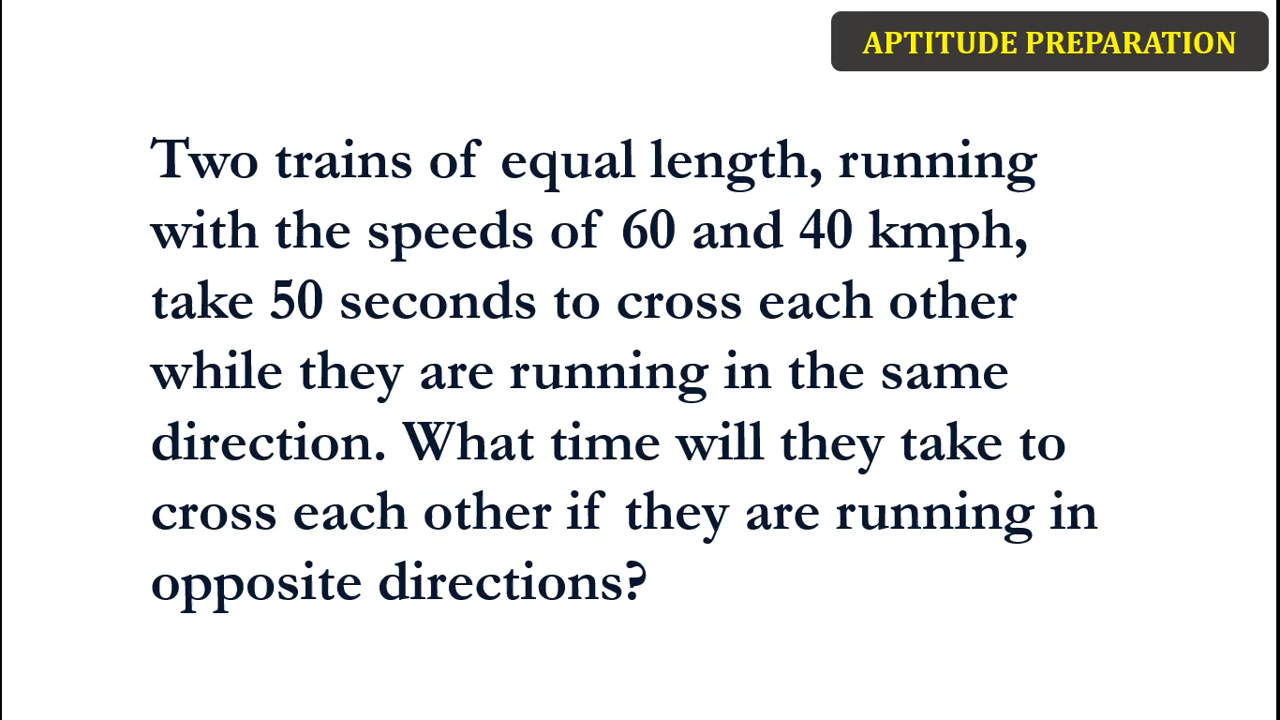 APTITUDE PREPARATION
Two trains of equal length, running
with the speeds of 60 and 40 kmph,
take 50 seconds to cross each other
while they are running in the same
direction. What time will they take to
cross each other if they are running in
opposite directions?